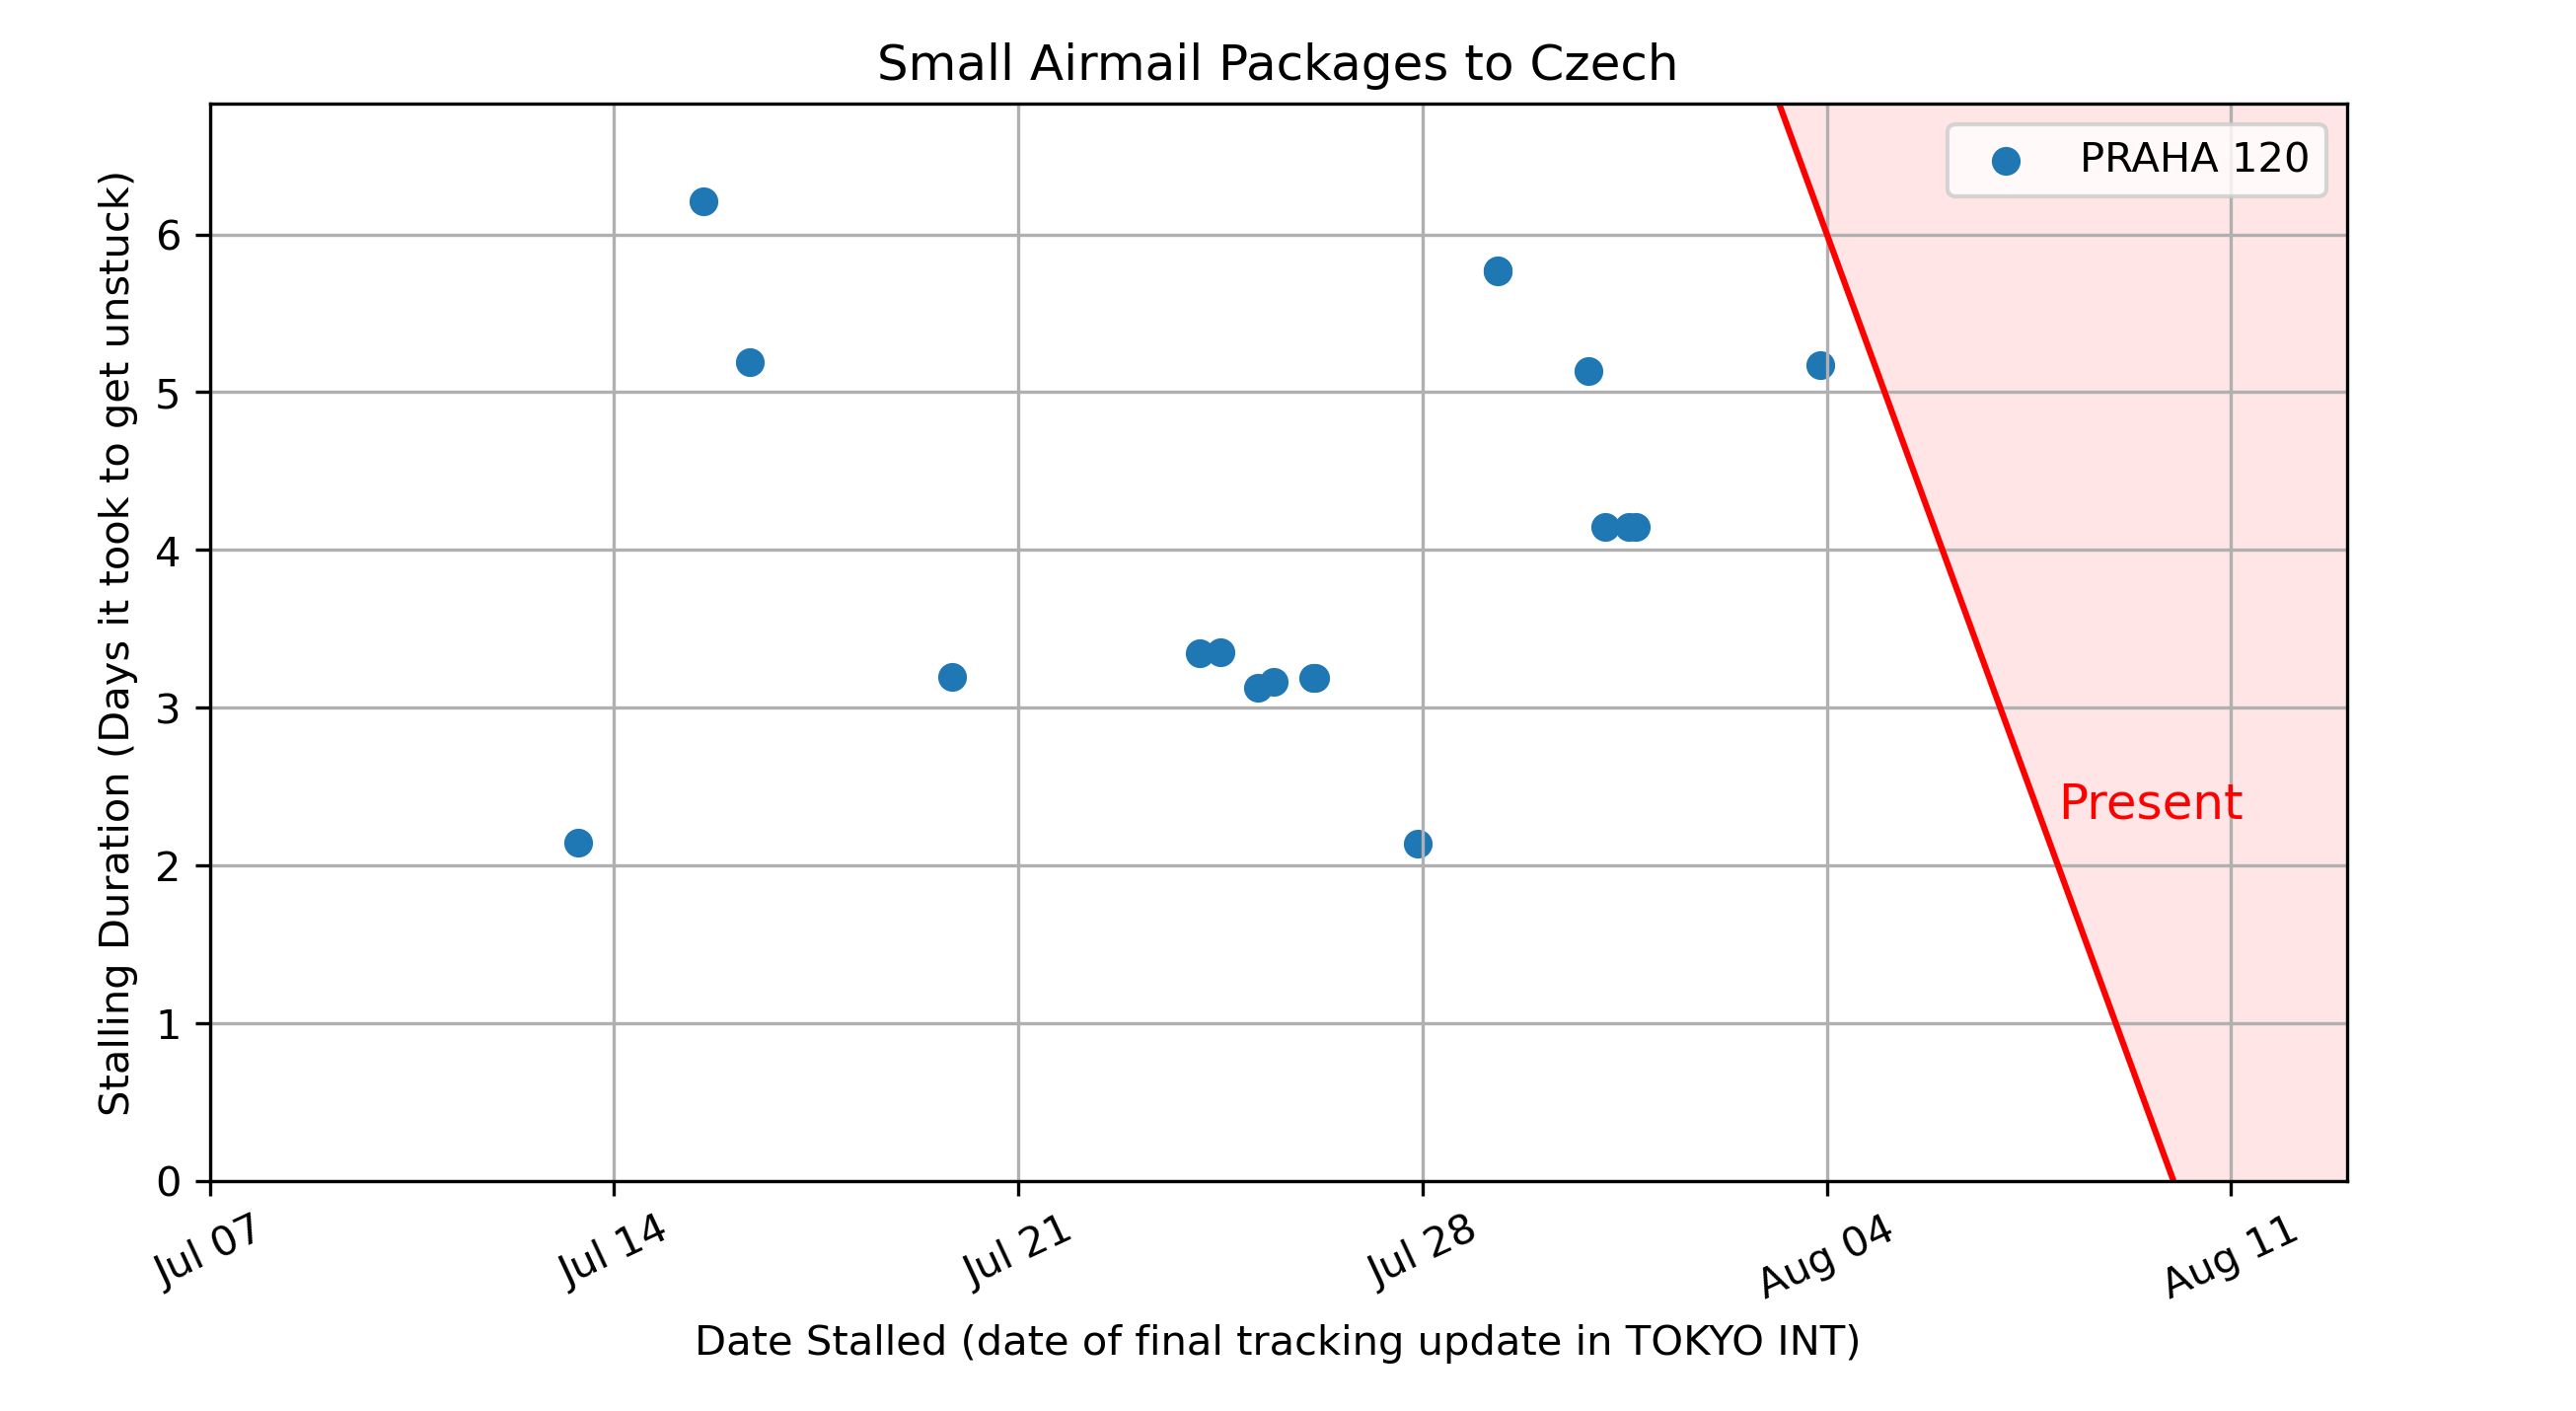 Small Airmail Packages to Czech
PRAHA 120
Stalling Duration (Days it took to get unstuck)
6
5
4
3
2
1
0
Present
Jul 07
Jul 14
Jul 21
Jul 28
Aug 04
Aug 11
Date Stalled (date of final tracking update in TOKYO INT)